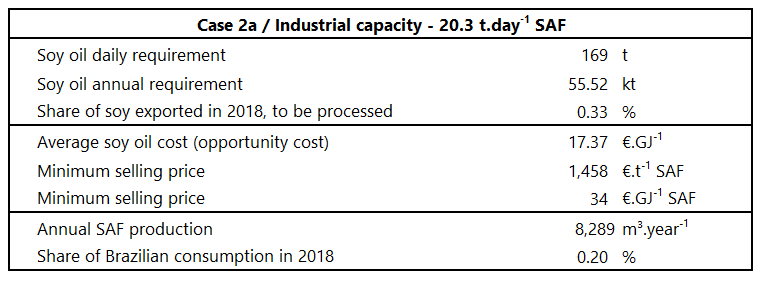 Case 2a / Industrial capacity - 20.3 t.day⁻¹ SAF
Soy oil daily requirement 169 t
Soy oil annual requirement 55.52 kt
Share of soy exported in 2018, to be processed 0.33 %
Average soy oil cost (opportunity cost) 17.37 €.GJ⁻¹
Minimum selling price 1,458 €.t⁻¹ SAF
Minimum selling price 34 €.GJ⁻¹ SAF
Annual SAF production 8,289 m³.year⁻¹
Share of Brazilian consumption in 2018 0.20 %